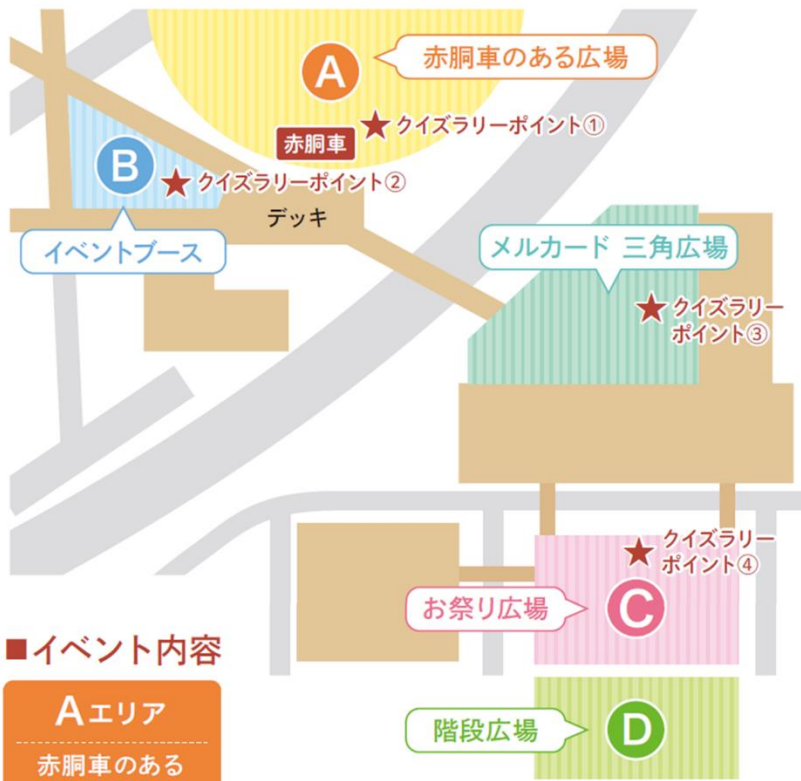 A
赤胴車のある広場
赤胴車
★クイズラリーポイント①
B
★クイズラリーポイント②
デッキ
イベントブース
メルカード 三角広場
★クイズラリー
ポイント③
★クイズラリー
ポイント④
お祭り広場
C
■イベント内容
Aエリア
赤胴車のある
階段広場
D